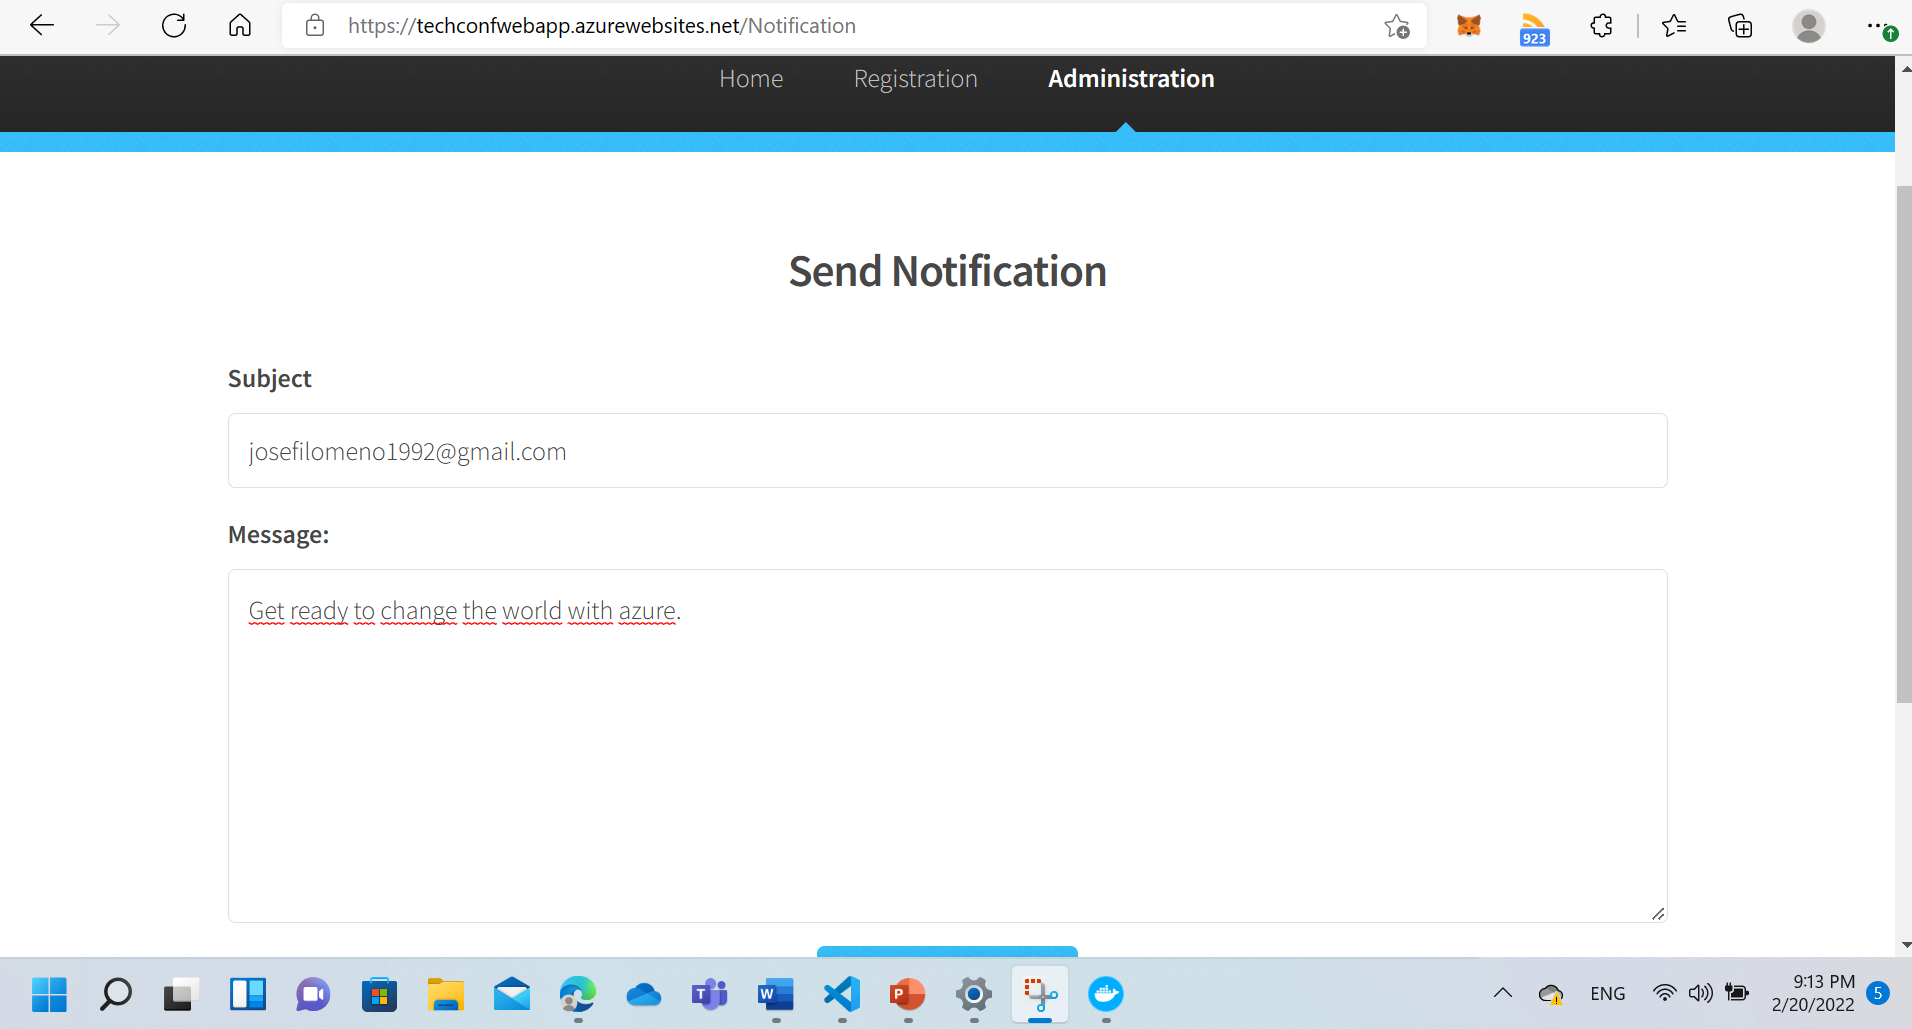 https://techconfwebapp.azurewebsites.net/Notification
923
Home Registration Administration
Send Notification
Subject
josefilomeno1992@gmail.com
Message:
Get ready to change the world with azure.
ENG
9:13 PM
2/20/2022
5